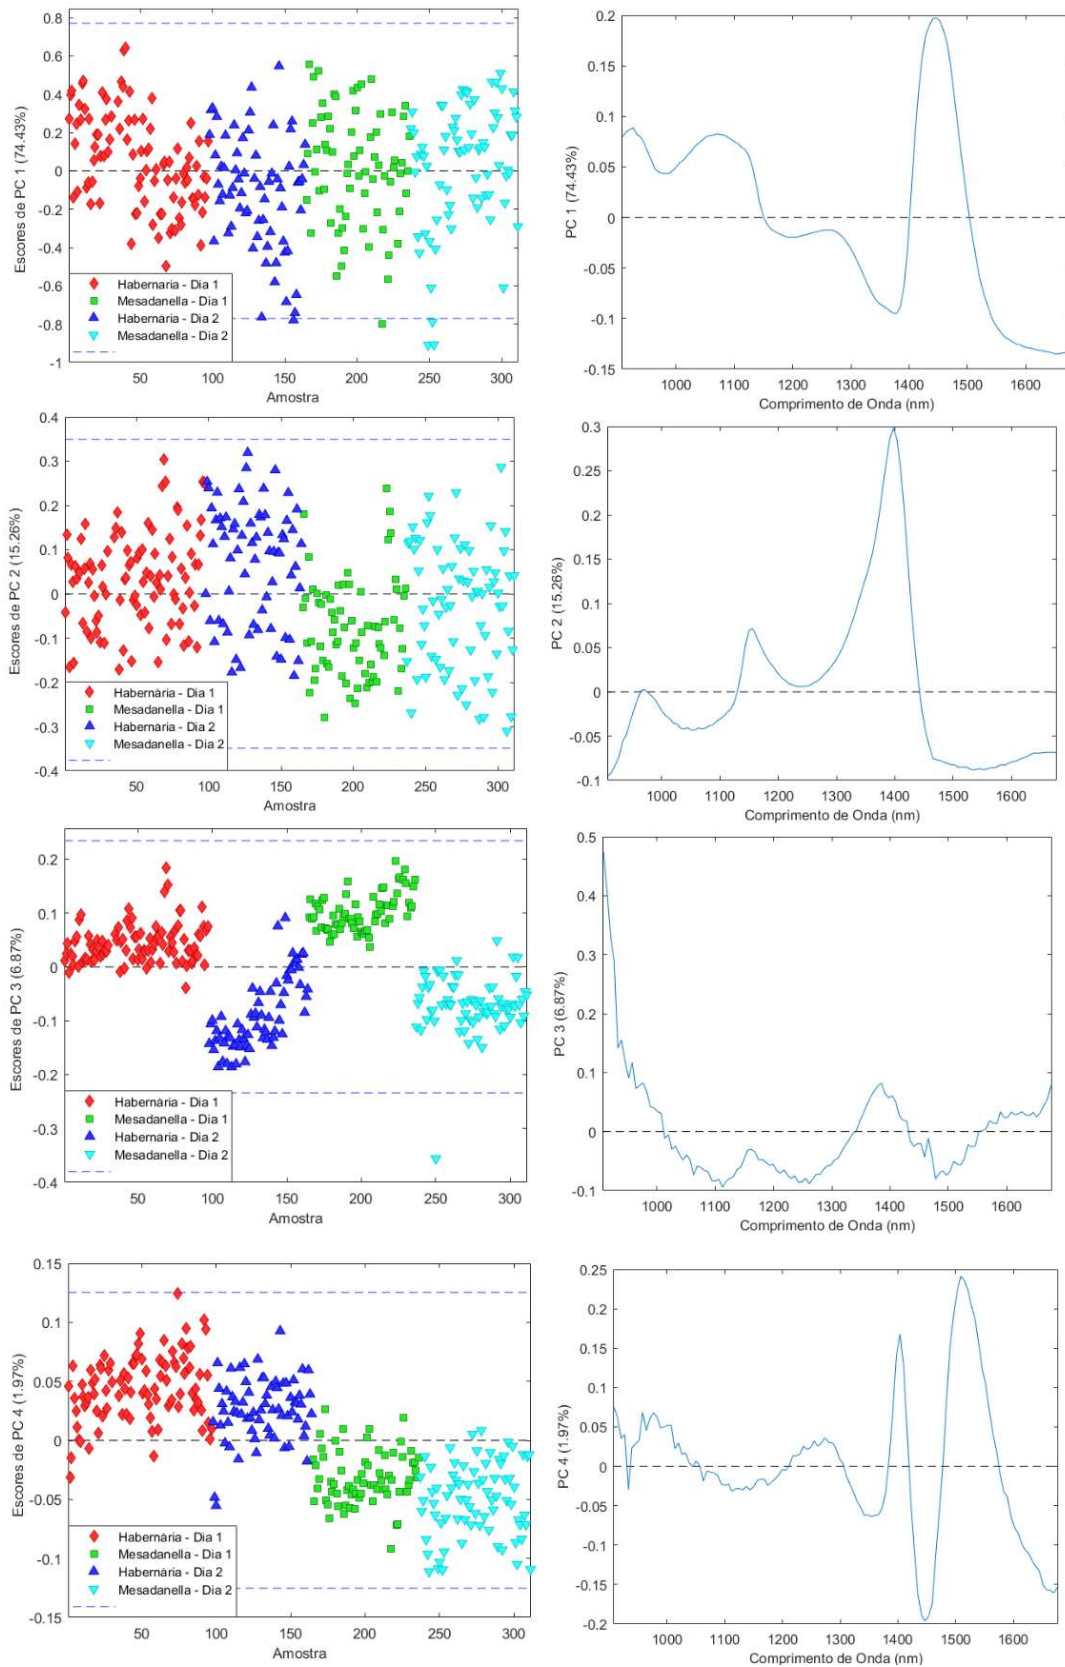 Escores de PC 1 (74.43%)
0.8
0.6
0.4
0.2
0
-0.2
-0.4
-0.6
-0.8
-1
Habernaria - Dia 1
Mesadanella - Dia 1
Habernaria - Dia 2
Mesadanella - Dia 2
50 100 150 200 250 300
Amostra
PC 1 (74.43%)
0.2
0.15
0.1
0.05
0
-0.05
-0.1
-0.15
1000 1100 1200 1300 1400 1500 1600
Comprimento de Onda (nm)
Escores de PC 2 (15.26%)
0.4
0.3
0.2
0.1
0
-0.1
-0.2
-0.3
-0.4
Habernaria - Dia 1
Mesadanella - Dia 1
Habernaria - Dia 2
Mesadanella - Dia 2
50 100 150 200 250 300
Amostra
PC 2 (15.26%)
0.3
0.25
0.2
0.15
0.1
0.05
0
-0.05
-0.1
1000 1100 1200 1300 1400 1500 1600
Comprimento de Onda (nm)
Escores de PC 3 (6.87%)
0.2
0.1
0
-0.1
-0.2
-0.3
-0.4
Habernaria - Dia 1
Mesadanella - Dia 1
Habernaria - Dia 2
Mesadanella - Dia 2
50 100 150 200 250 300
Amostra
PC 3 (6.87%)
0.5
0.4
0.3
0.2
0.1
0
-0.1
1000 1100 1200 1300 1400 1500 1600
Comprimento de Onda (nm)
Escores de PC 4 (1.97%)
0.15
0.1
0.05
0
-0.05
-0.1
-0.15
Habernaria - Dia 1
Mesadanella - Dia 1
Habernaria - Dia 2
Mesadanella - Dia 2
50 100 150 200 250 300
Amostra
PC 4 (1.97%)
0.25
0.2
0.15
0.1
0.05
0
-0.05
-0.1
-0.15
-0.2
1000 1100 1200 1300 1400 1500 1600
Comprimento de Onda (nm)